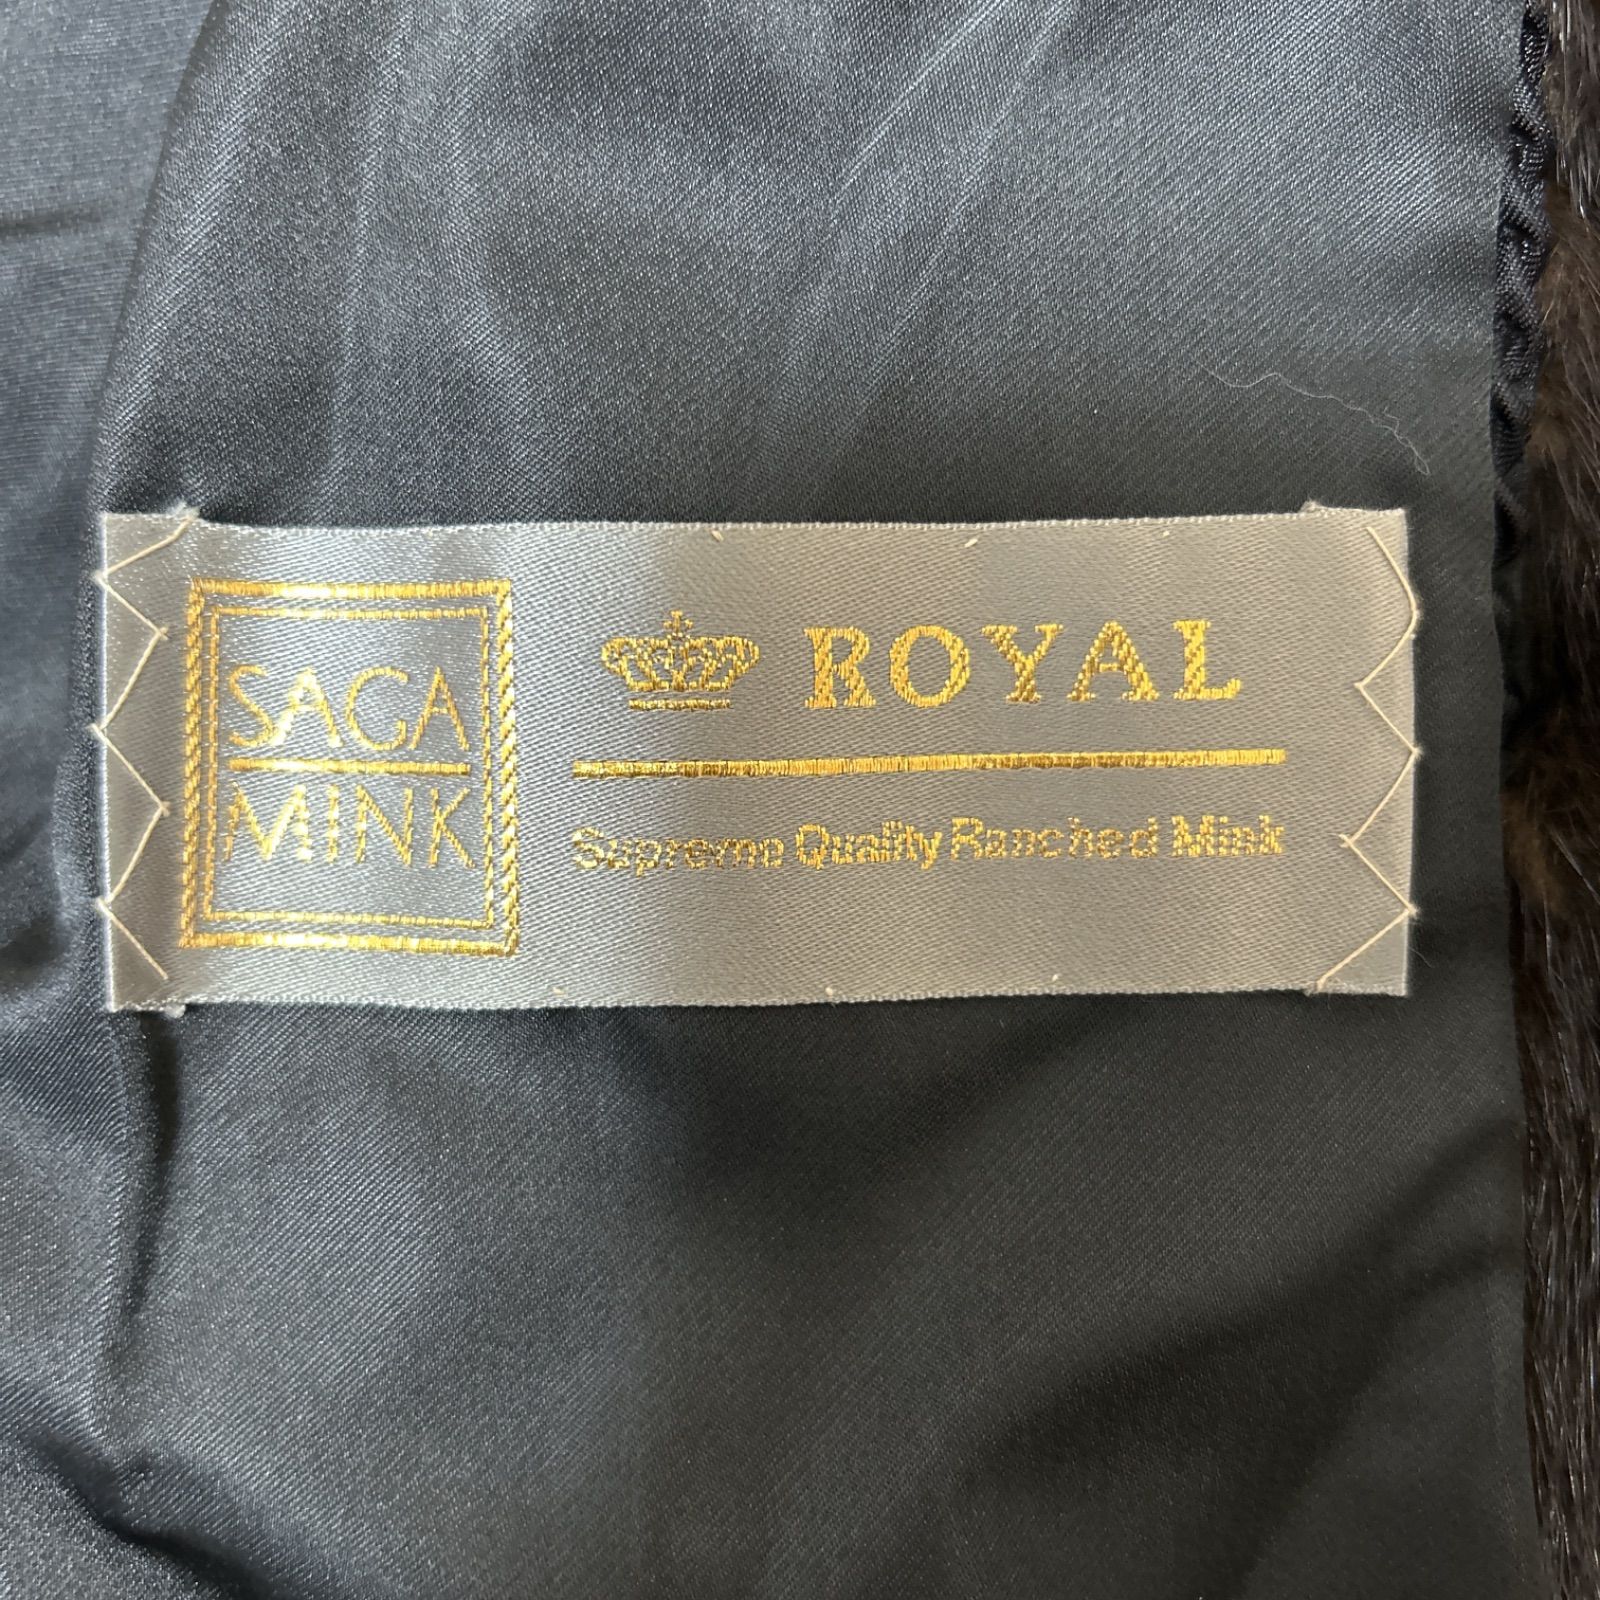 SAGA
MINK
ROYAL
Supreme Quality Ranched Mink